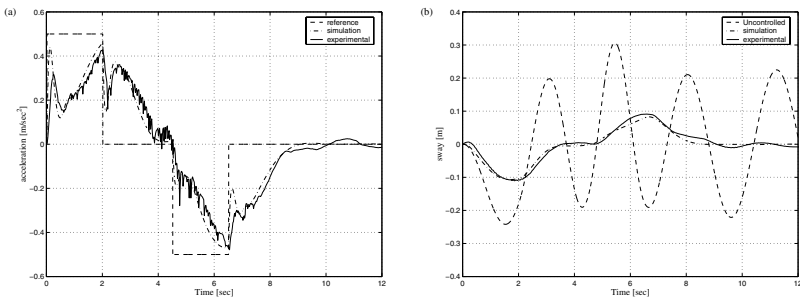 (a)
0.6
0.4
0.2
0
−0.2
−0.4
−0.6
acceleration [m/sec²]
reference
simulation
experimental
0
2
4
6
8
10
12
Time [sec]
(b)
0.4
0.3
0.2
0.1
0
−0.1
−0.2
−0.3
−0.4
sway [m]
Uncontrolled
simulation
experimental
0
2
4
6
8
10
12
Time [sec]